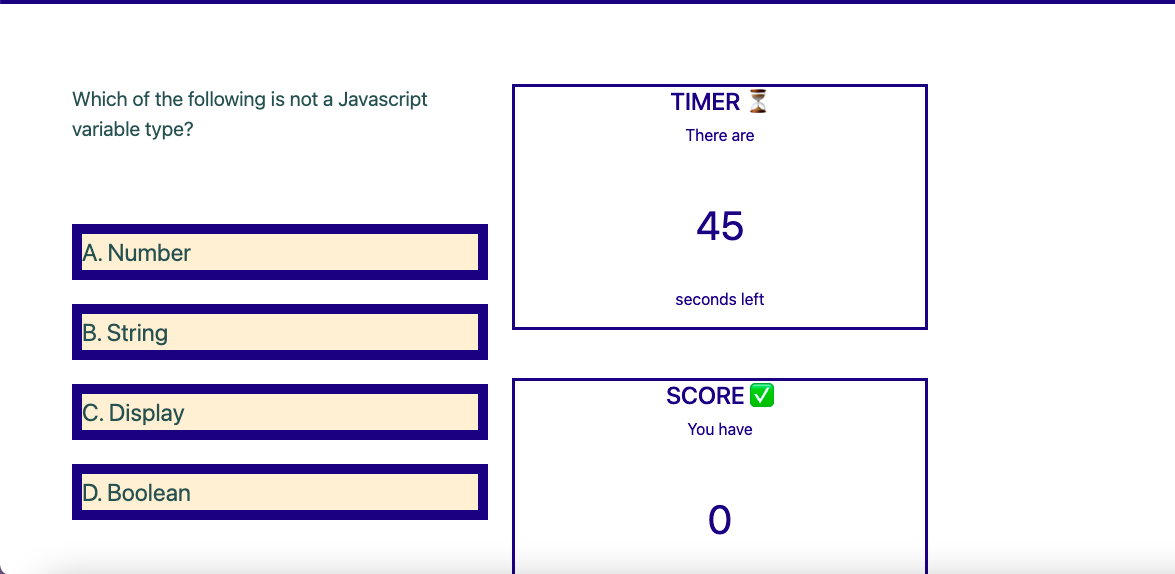 Which of the following is not a Javascript
variable type?
A. Number
B. String
C. Display
D. Boolean
TIMER ⏳
There are
45
seconds left
SCORE ✅
You have
0